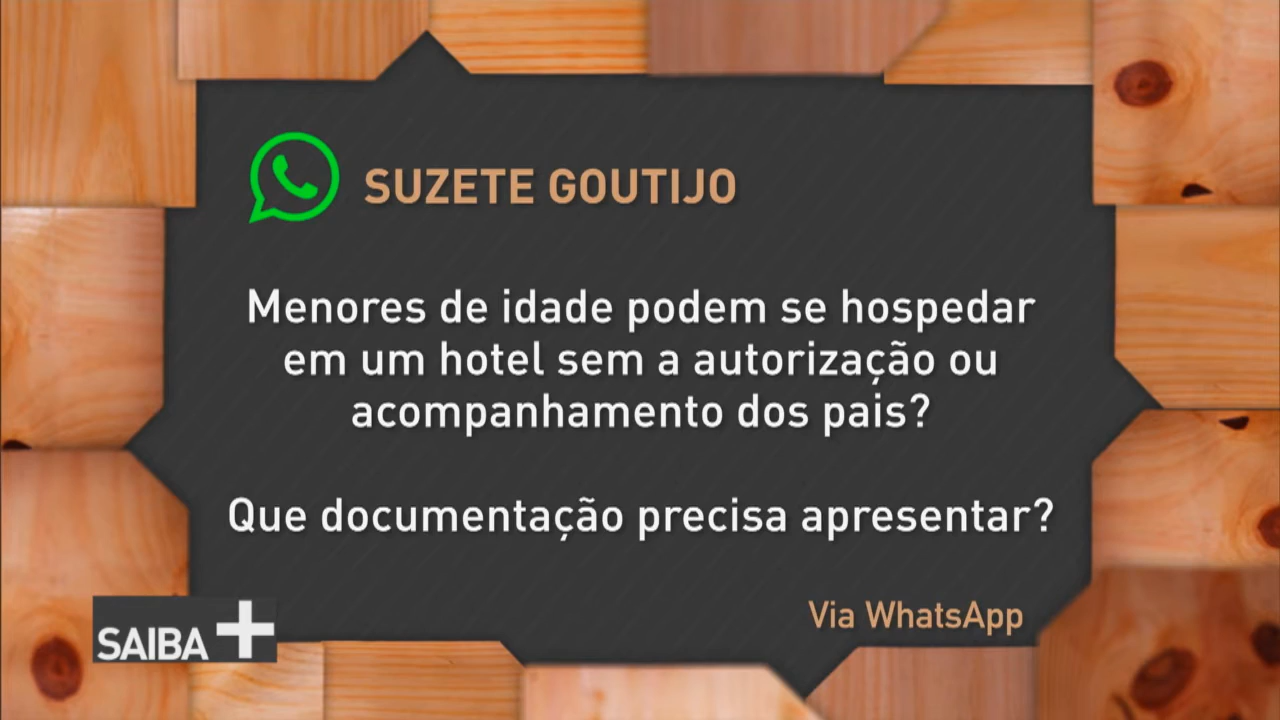 SUZETE GOUTIJO
Menores de idade podem se hospedar
em um hotel sem a autorização ou
acompanhamento dos pais?
Que documentação precisa apresentar?
Via WhatsApp
SAIBA +